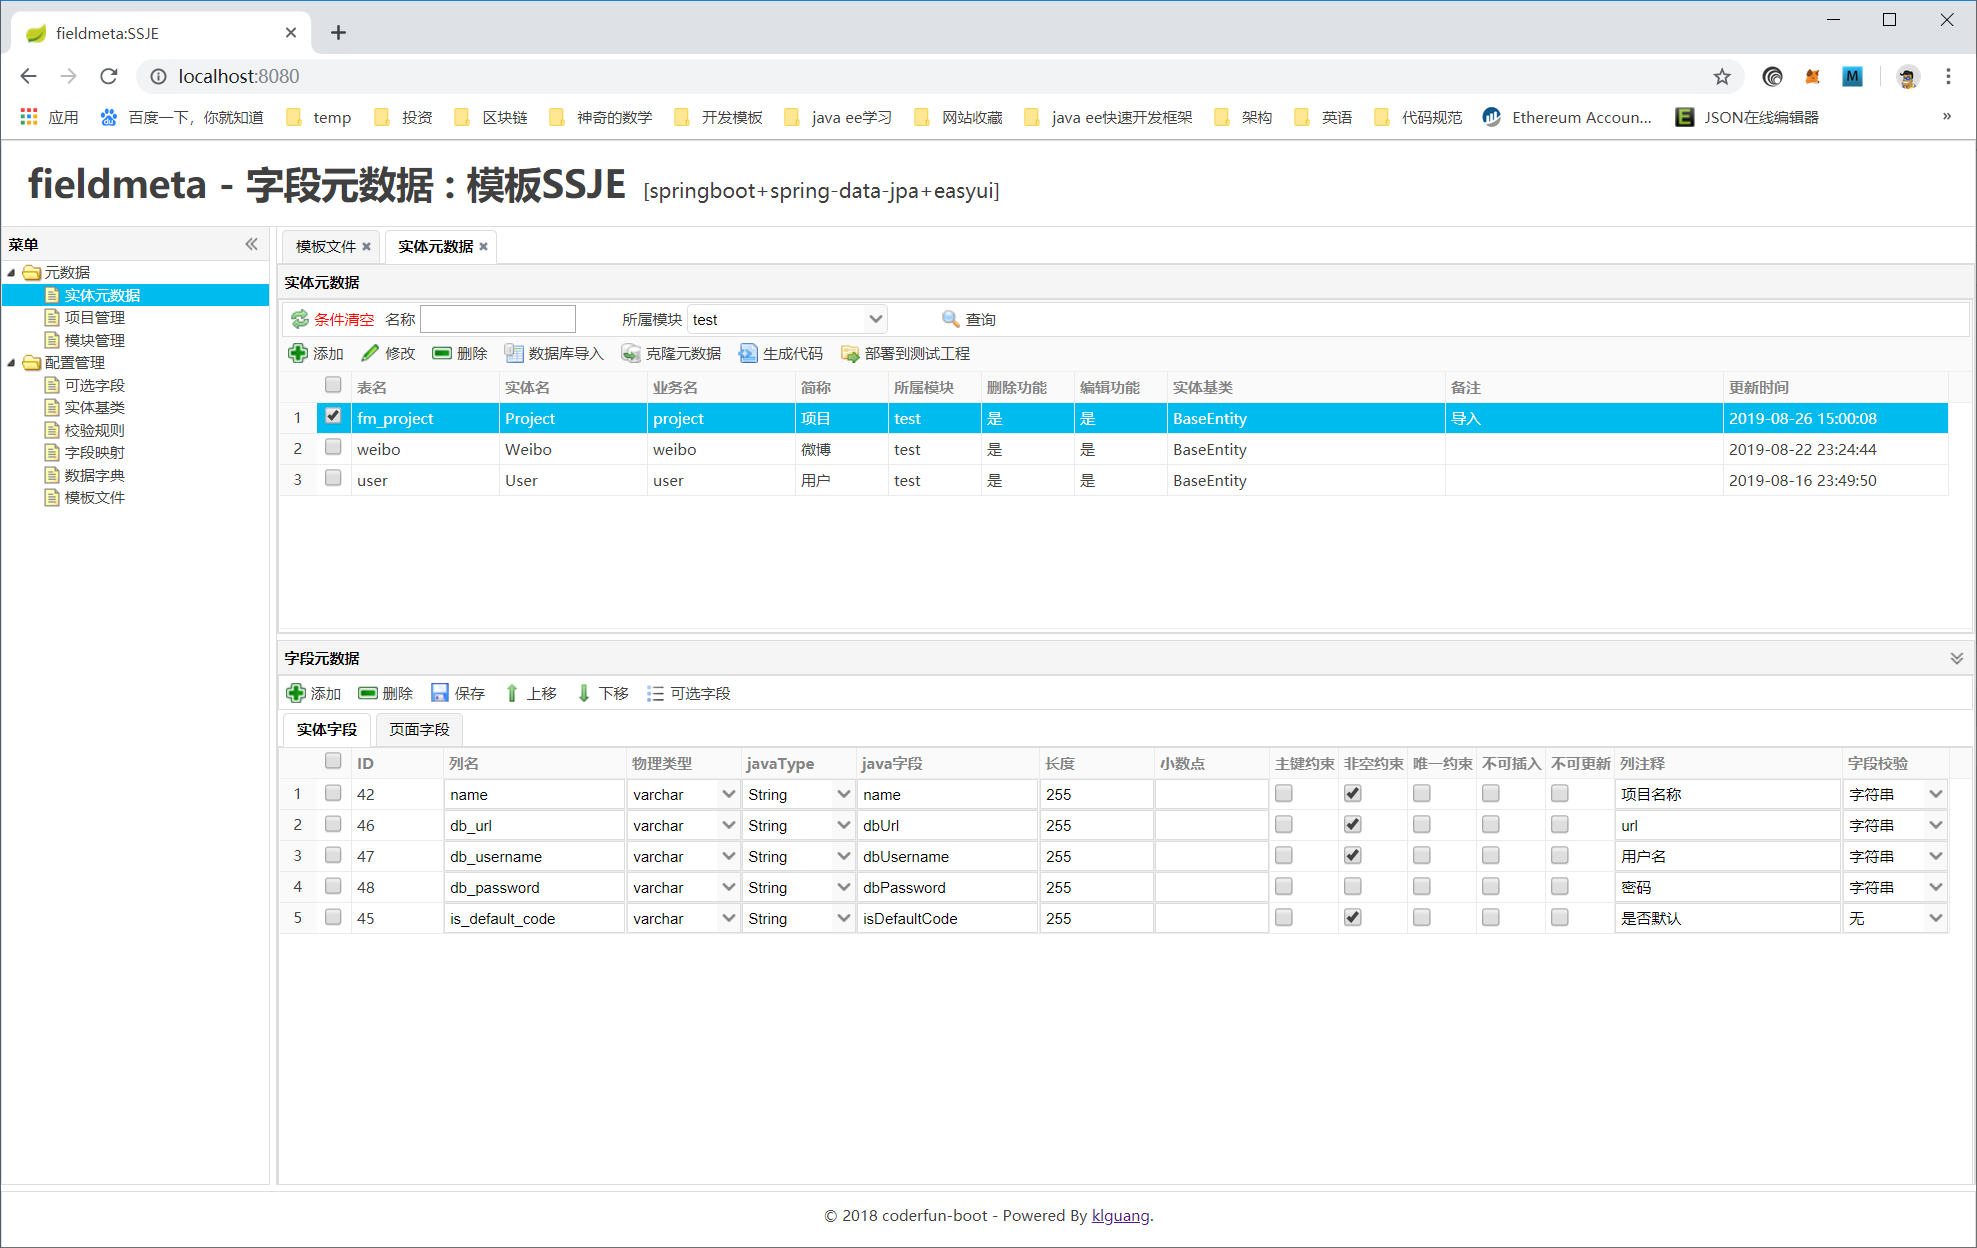 fieldmeta:SSJE
localhost:8080
应用 百度一下，你就知道 temp 投资 区块链 神奇的数学 开发模板 java ee学习 网站收藏 java ee快速开发框架 架构 英语 代码规范 Ethereum Accoun... JSON在线编辑器 »
fieldmeta - 字段元数据：模板SSJE [springboot+spring-data-jpa+easyui]
菜单
元数据
实体元数据
项目管理
模块管理
配置管理
可选字段
实体基类
校验规则
字段映射
数据字典
模板文件
模板文件 实体元数据
实体元数据
条件清空 名称 所属模块 test 查询
添加 修改 删除 数据库导入 克隆元数据 生成代码 部署到测试工程
表名 实体名 业务名 简称 所属模块 删除功能 编辑功能 实体基类 备注 更新时间
1 fm_project Project project 项目 test 是 是 BaseEntity 导入 2019-08-26 15:00:08
2 weibo Weibo weibo 微博 test 是 是 BaseEntity 2019-08-22 23:24:44
3 user User user 用户 test 是 是 BaseEntity 2019-08-16 23:49:50
字段元数据
添加 删除 保存 上移 下移 可选字段
实体字段 页面字段
ID 列名 物理类型 javaType java字段 长度 小数点 主键约束 非空约束 唯一约束 不可插入 不可更新 列注释 字段校验
1 42 name varchar String name 255 项目名称 字符串
2 46 db_url varchar String dbUrl 255 url 字符串
3 47 db_username varchar String dbUsername 255 用户名 字符串
4 48 db_password varchar String dbPassword 255 密码 字符串
5 45 is_default_code varchar String isDefaultCode 255 是否默认 无
© 2018 coderfun-boot - Powered By klguang.